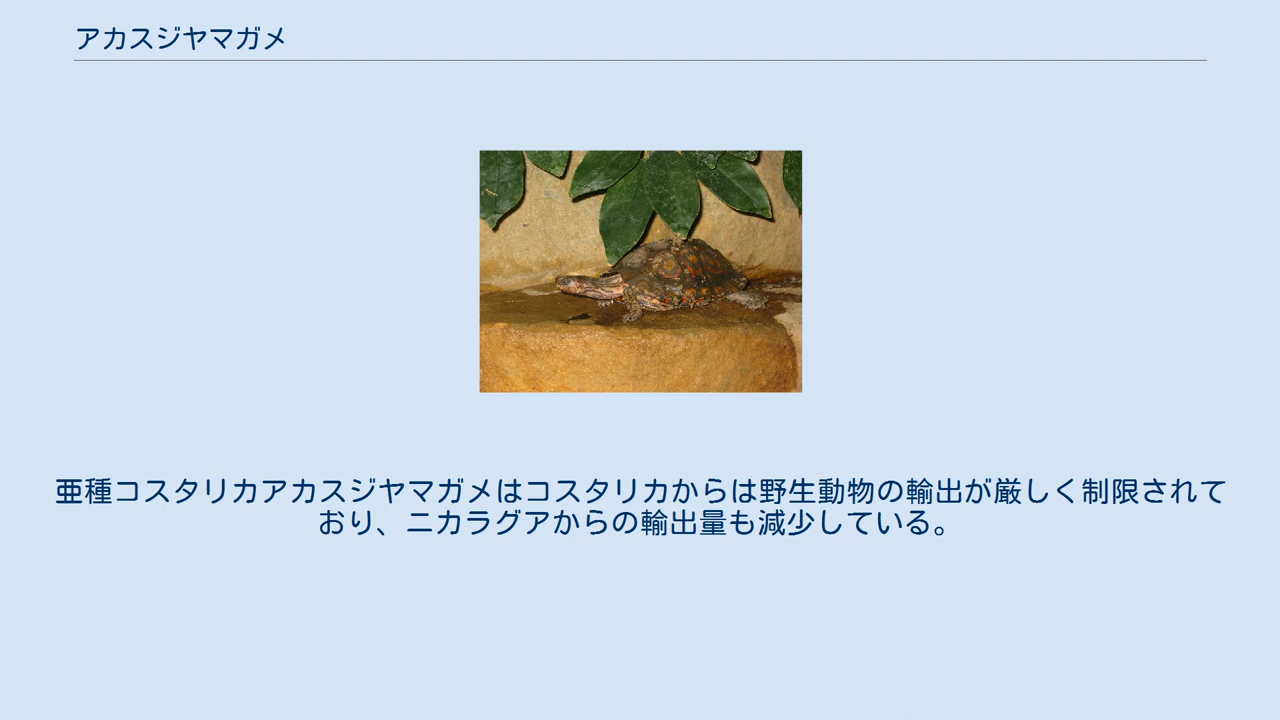 アカスジヤマガメ
亜種コスタリカアカスジヤマガメはコスタリカからは野生動物の輸出が厳しく制限されて
おり、ニカラグアからの輸出量も減少している。